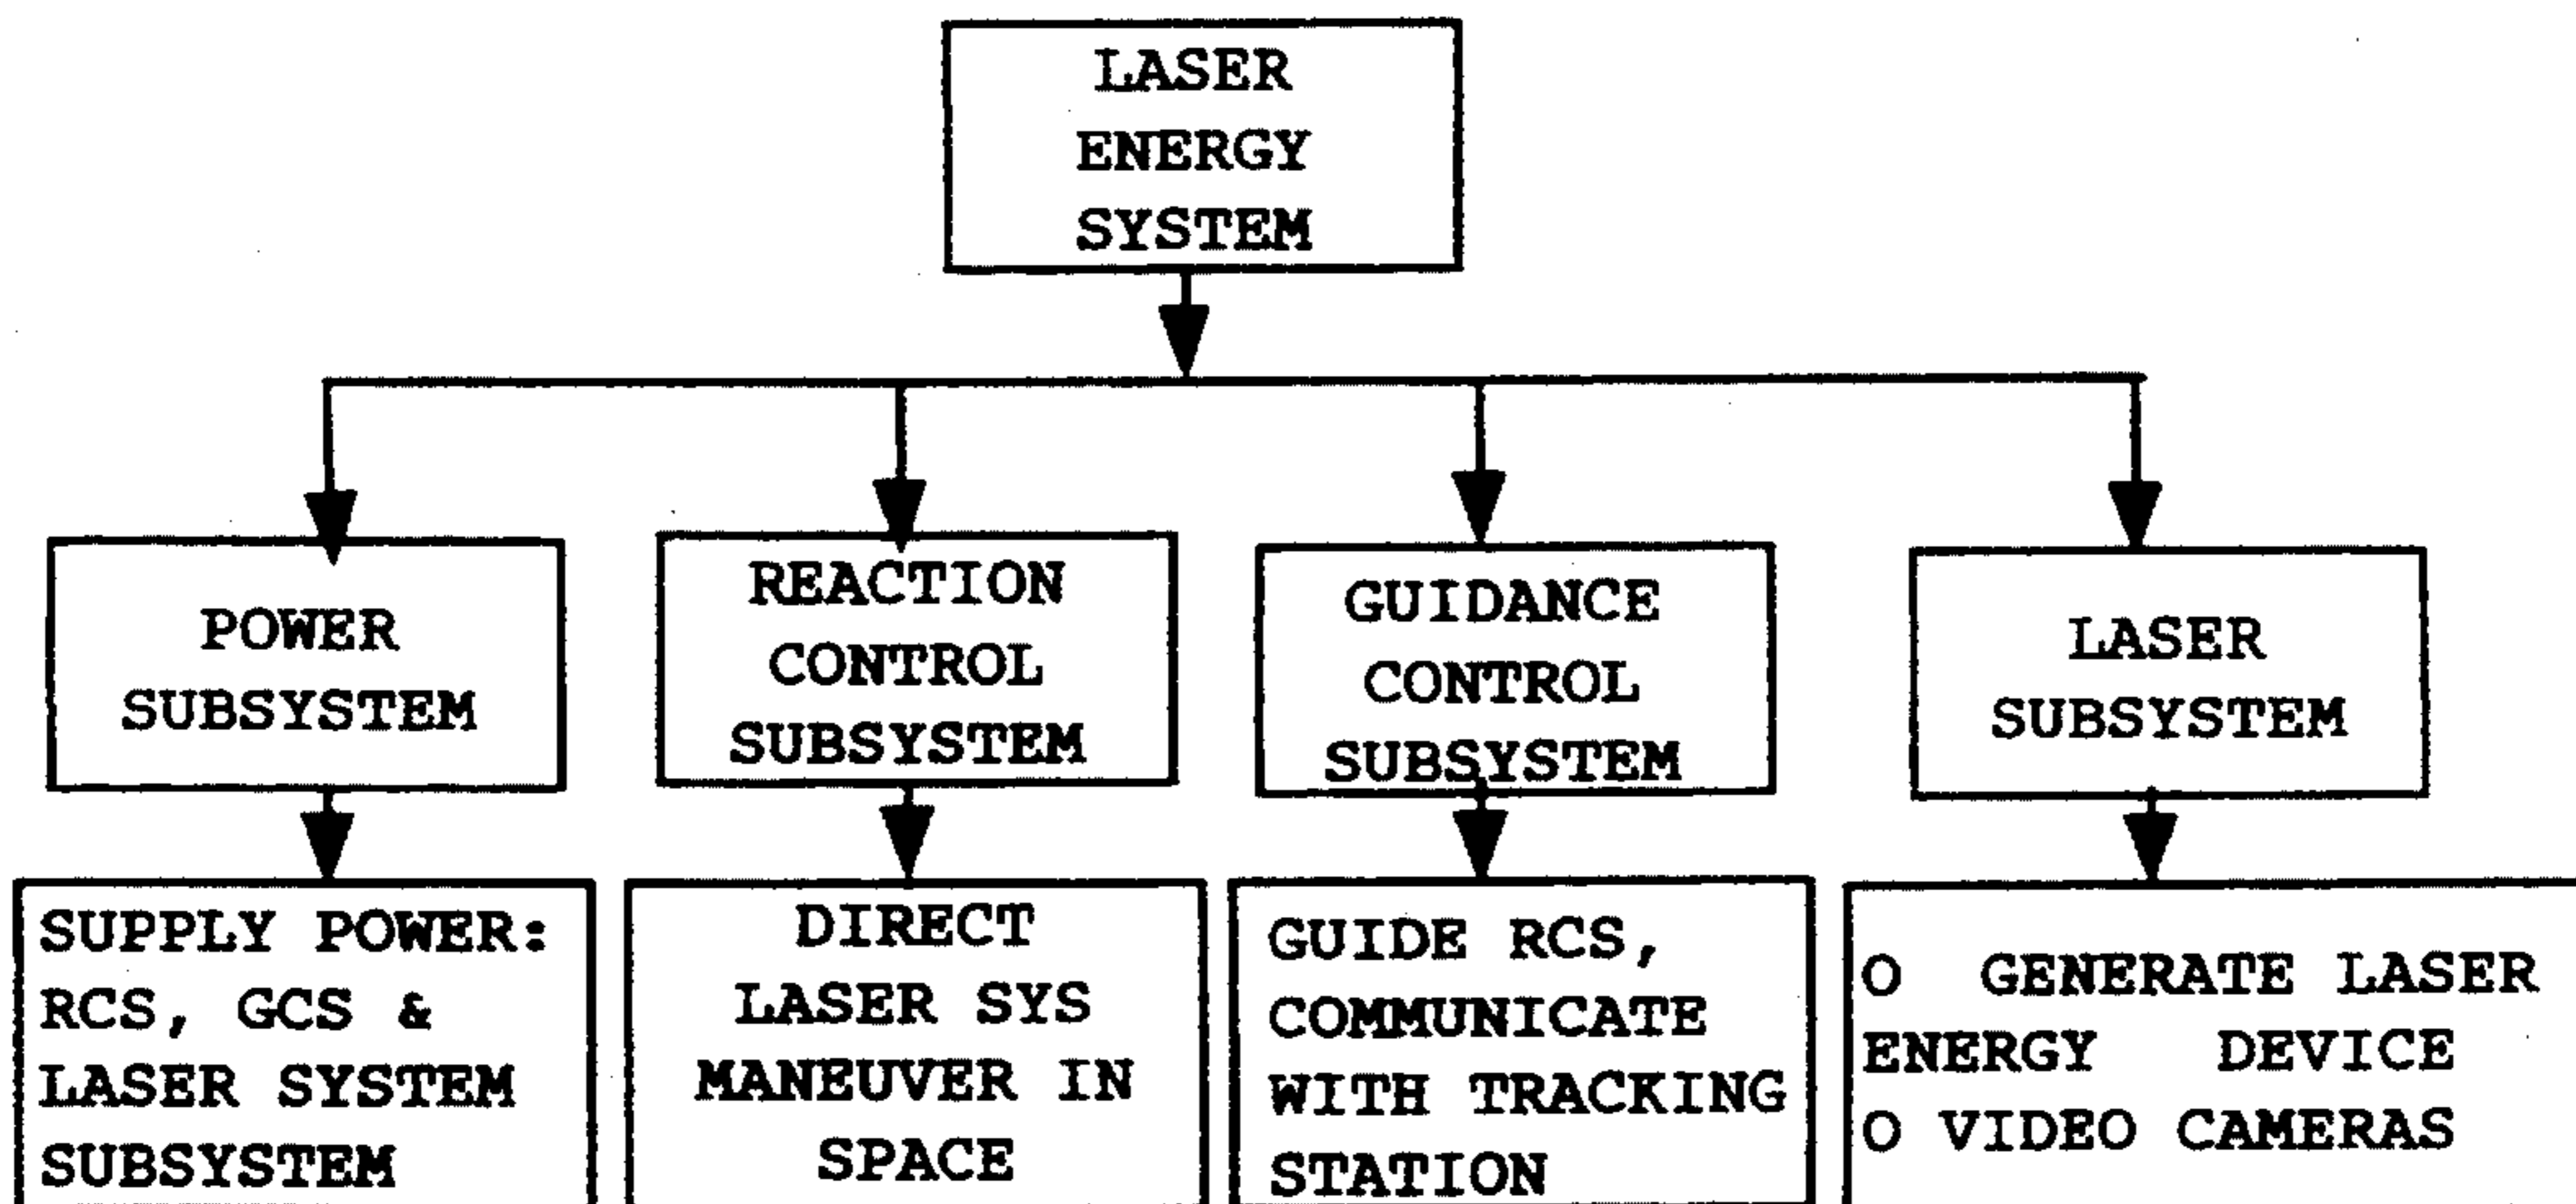 LASER
ENERGY
SYSTEM
POWER
SUBSYSTEM
REACTION
CONTROL
SUBSYSTEM
GUIDANCE
CONTROL
SUBSYSTEM
LASER
SUBSYSTEM
SUPPLY POWER:
RCS, GCS &
LASER SYSTEM
SUBSYSTEM
DIRECT
LASER SYS
MANEUVER IN
SPACE
GUIDE RCS,
COMMUNICATE
WITH TRACKING
STATION
O GENERATE LASER
ENERGY DEVICE
O VIDEO CAMERAS